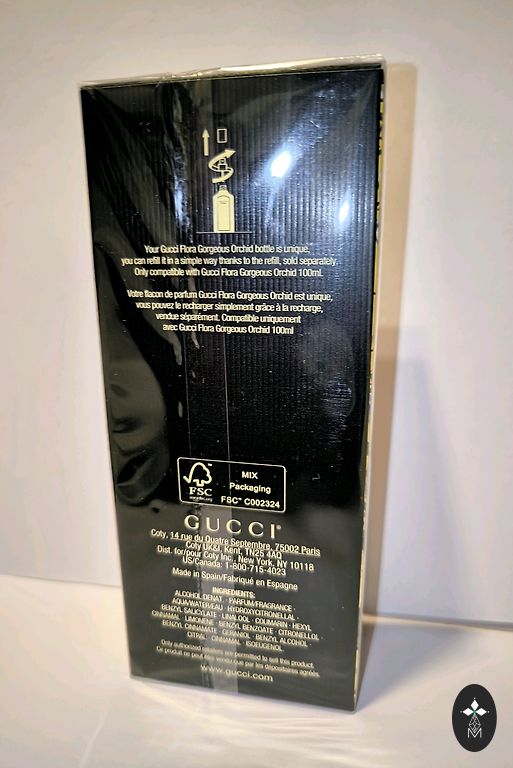 Your Gucci Flora Gorgeous Orchid bottle is unique,
you can refill it in a simple way thanks to the refill, sold separately.
Only compatible with Gucci Flora Gorgeous Orchid 100ml.
Votre flacon de parfum Gucci Flora Gorgeous Orchid est unique,
vous pouvez le recharger simplement grâce à la recharge,
vendue séparément. Compatible uniquement
avec Gucci Flora Gorgeous Orchid 100ml
FSC
www.fsc.org
MIX
Packaging
FSC® C002324
GUCCI®
Coty, 14 rue du Quatre Septembre, 75002 Paris
Coty UK&I, Kent, TN25 4AQ
Dist. for/pour Coty Inc., New York, NY 10118
US/Canada: 1-800-715-4023
Made in Spain/Fabriqué en Espagne
INGREDIENTS:
ALCOHOL DENAT. · PARFUM/FRAGRANCE ·
AQUA/WATER/EAU · HYDROXYCITRONELLAL ·
BENZYL SALICYLATE · LINALOOL · COUMARIN · HEXYL
CINNAMAL · LIMONENE · BENZYL BENZOATE · CITRONELLOL ·
BENZYL CINNAMATE · GERANIOL · BENZYL ALCOHOL ·
CITRAL · CINNAMAL · ISOEUGENOL
Only authorized retailers are permitted to sell this product.
Ce produit ne peut être vendu que par les dépositaires agréés.
www.gucci.com
M